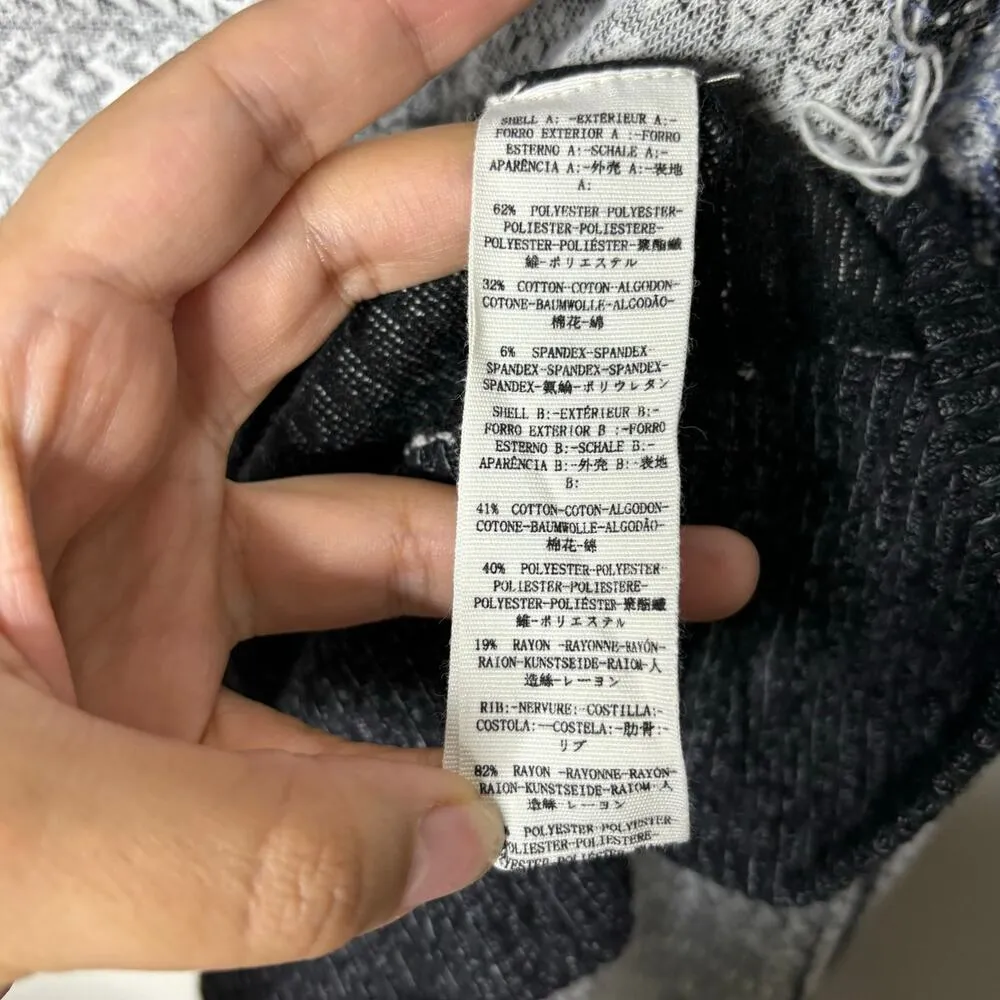 SHELL A: -EXTÉRIEUR A:-
FORRO EXTERIOR A :-FORRO
ESTERNO A:-SCHALE A:-
APARÊNCIA A:-外壳 A:-表地
A:
62% POLYESTER-POLYESTER-
POLIESTER-POLIESTERE-
POLYESTER-POLIÉSTER-聚酯纖
維-ポリエステル
32% COTTON-COTON-ALGODON-
COTONE-BAUMWOLLE-ALGODÃO-
棉花-綿
6% SPANDEX-SPANDEX
SPANDEX-SPANDEX-SPANDEX-
SPANDEX-氨綸-ポリウレタン
SHELL B:-EXTÉRIEUR B:-
FORRO EXTERIOR B :-FORRO
ESTERNO B:-SCHALE B:-
APARÊNCIA B:-外壳 B:-表地
B:
41% COTTON-COTON-ALGODON-
COTONE-BAUMWOLLE-ALGODÃO-
棉花-綿
40% POLYESTER-POLYESTER-
POLIESTER-POLIESTERE-
POLYESTER-POLIÉSTER-聚酯纖
維-ポリエステル
19% RAYON -RAYONNE-RAYÓN-
RAION-KUNSTSEIDE-RAIOM-人
造絲-レーヨン
RIB:-NERVURE:-COSTILLA:-
COSTOLA:-COSTELA:-肋骨:-
リブ
82% RAYON -RAYONNE-RAYÓN-
RAION-KUNSTSEIDE-RAIOM-人
造絲-レーヨン
% POLYESTER-POLYESTER
POLIESTER-POLIESTERE-